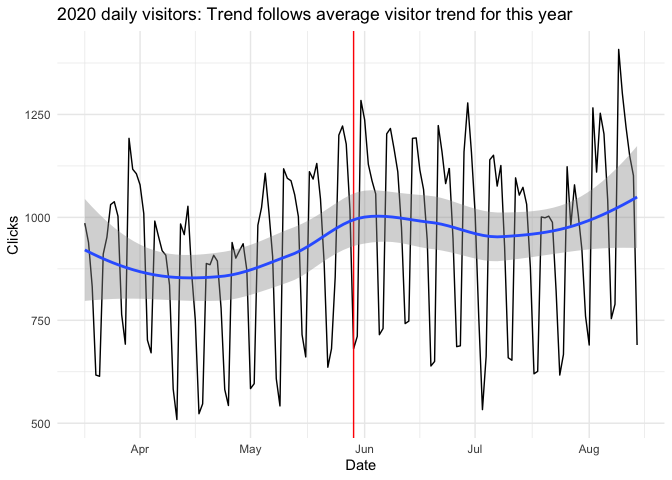 2020 daily visitors: Trend follows average visitor trend for this year
1250
1000
750
500
Clicks
Apr May Jun Jul Aug
Date